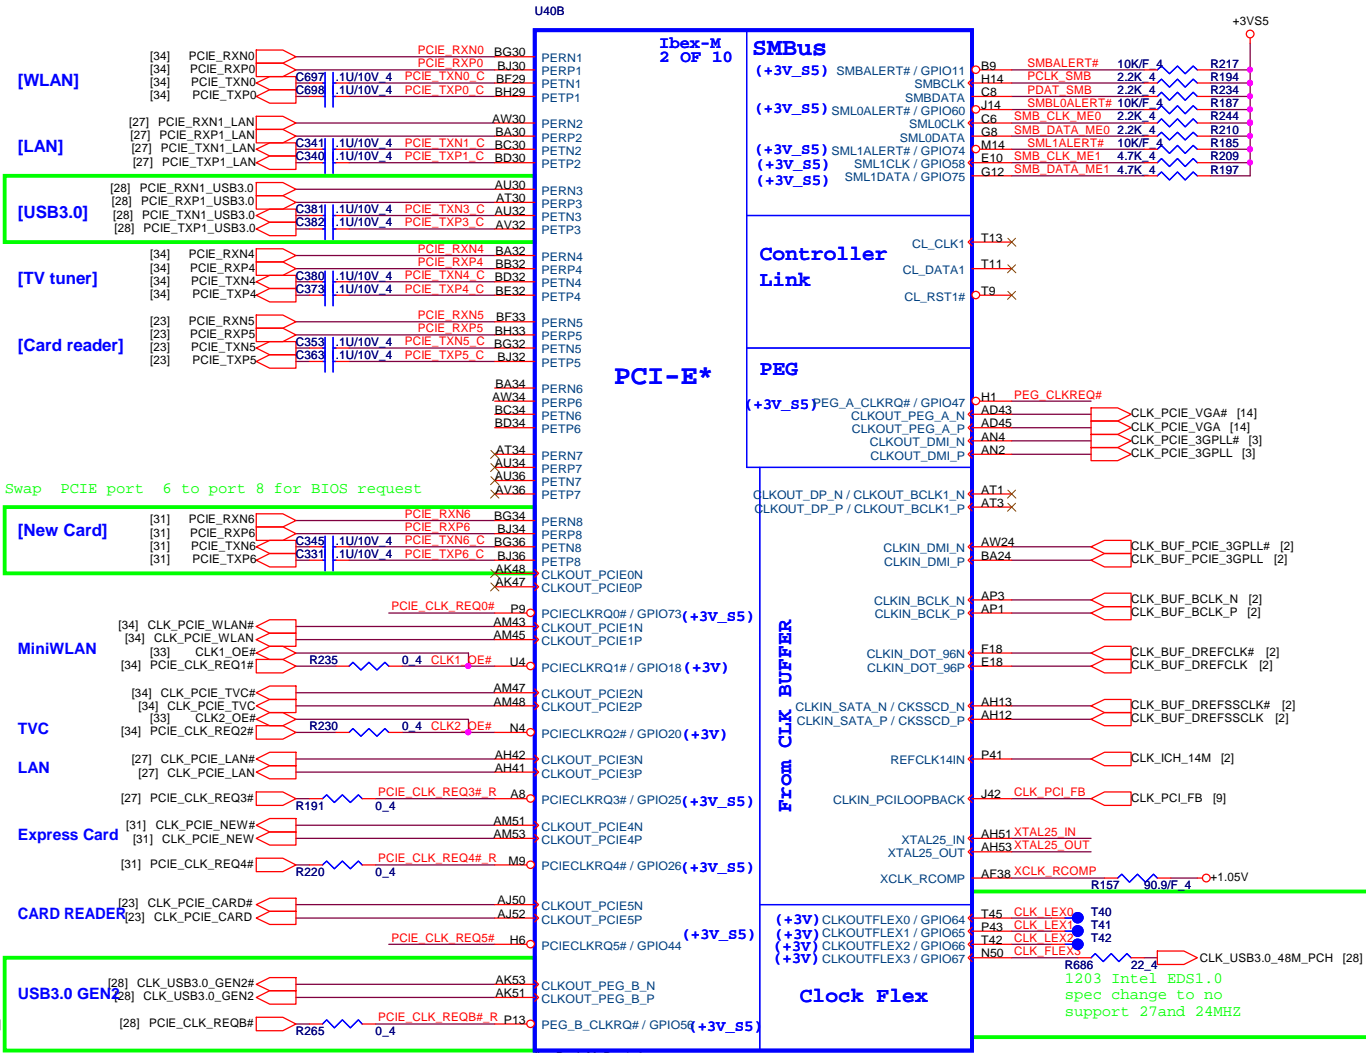 U40B
Ibex-M
2 OF 10
PCI-E*
[WLAN]
[34] PCIE_RXN0 PCIE_RXN0 BG30 PERN1
[34] PCIE_RXP0 PCIE_RXP0 BJ30 PERP1
[34] PCIE_TXN0 C697 .1U/10V_4 PCIE_TXN0_C BF29 PETN1
[34] PCIE_TXP0 C698 .1U/10V_4 PCIE_TXP0_C BH29 PETP1
[LAN]
[27] PCIE_RXN1_LAN AW30 PERN2
[27] PCIE_RXP1_LAN BA30 PERP2
[27] PCIE_TXN1_LAN C341 .1U/10V_4 PCIE_TXN1_C BC30 PETN2
[27] PCIE_TXP1_LAN C340 .1U/10V_4 PCIE_TXP1_C BD30 PETP2
[USB3.0]
[28] PCIE_RXN1_USB3.0 AU30 PERN3
[28] PCIE_RXP1_USB3.0 AT30 PERP3
[28] PCIE_TXN1_USB3.0 C381 .1U/10V_4 PCIE_TXN3_C AU32 PETN3
[28] PCIE_TXP1_USB3.0 C382 .1U/10V_4 PCIE_TXP3_C AV32 PETP3
[TV tuner]
[34] PCIE_RXN4 PCIE_RXN4 BA32 PERN4
[34] PCIE_RXP4 PCIE_RXP4 BB32 PERP4
[34] PCIE_TXN4 C380 .1U/10V_4 PCIE_TXN4_C BD32 PETN4
[34] PCIE_TXP4 C373 .1U/10V_4 PCIE_TXP4_C BE32 PETP4
[Card reader]
[23] PCIE_RXN5 PCIE_RXN5 BF33 PERN5
[23] PCIE_RXP5 PCIE_RXP5 BH33 PERP5
[23] PCIE_TXN5 C353 .1U/10V_4 PCIE_TXN5_C BG32 PETN5
[23] PCIE_TXP5 C363 .1U/10V_4 PCIE_TXP5_C BJ32 PETP5
BA34 PERN6
AW34 PERP6
BC34 PETN6
BD34 PETP6
AT34 PERN7
AU34 PERP7
AU36 PETN7
AV36 PETP7
Swap PCIE port 6 to port 8 for BIOS request
[New Card]
[31] PCIE_RXN6 PCIE_RXN6 BG34 PERN8
[31] PCIE_RXP6 PCIE_RXP6 BJ34 PERP8
[31] PCIE_TXN6 C345 .1U/10V_4 PCIE_TXN6_C BG36 PETN8
[31] PCIE_TXP6 C331 .1U/10V_4 PCIE_TXP6_C BJ36 PETP8
AK48 CLKOUT_PCIE0N
AK47 CLKOUT_PCIE0P
PCIE_CLK_REQ0# P9 PCIECLKRQ0# / GPIO73 (+3V_S5)
MiniWLAN
[34] CLK_PCIE_WLAN# AM43 CLKOUT_PCIE1N
[34] CLK_PCIE_WLAN AM45 CLKOUT_PCIE1P
[33] CLK1_OE#
[34] PCIE_CLK_REQ1# R235 0_4 CLK1_OE# U4 PCIECLKRQ1# / GPIO18 (+3V)
TVC
[34] CLK_PCIE_TVC# AM47 CLKOUT_PCIE2N
[34] CLK_PCIE_TVC AM48 CLKOUT_PCIE2P
[33] CLK2_OE#
[34] PCIE_CLK_REQ2# R230 0_4 CLK2_OE# N4 PCIECLKRQ2# / GPIO20 (+3V)
LAN
[27] CLK_PCIE_LAN# AH42 CLKOUT_PCIE3N
[27] CLK_PCIE_LAN AH41 CLKOUT_PCIE3P
[27] PCIE_CLK_REQ3# R191 0_4 PCIE_CLK_REQ3#_R A8 PCIECLKRQ3# / GPIO25 (+3V_S5)
Express Card
[31] CLK_PCIE_NEW# AM51 CLKOUT_PCIE4N
[31] CLK_PCIE_NEW AM53 CLKOUT_PCIE4P
[31] PCIE_CLK_REQ4# R220 0_4 PCIE_CLK_REQ4#_R M9 PCIECLKRQ4# / GPIO26 (+3V_S5)
CARD READER
[23] CLK_PCIE_CARD# AJ50 CLKOUT_PCIE5N
[23] CLK_PCIE_CARD AJ52 CLKOUT_PCIE5P
PCIE_CLK_REQ5# H6 PCIECLKRQ5# / GPIO44 (+3V_S5)
USB3.0 GEN2
[28] CLK_USB3.0_GEN2# AK53 CLKOUT_PEG_B_N
[28] CLK_USB3.0_GEN2 AK51 CLKOUT_PEG_B_P
[28] PCIE_CLK_REQB# R265 0_4 PCIE_CLK_REQB#_R P13 PEG_B_CLKRQ# / GPIO56 (+3V_S5)
SMBus
+3VS5
(+3V_S5) SMBALERT# / GPIO11 B9 SMBALERT# 10K/F_4 R217
SMBCLK H14 PCLK_SMB 2.2K_4 R194
SMBDATA C8 PDAT_SMB 2.2K_4 R234
(+3V_S5) SML0ALERT# / GPIO60 J14 SMBL0ALERT# 10K/F_4 R187
SML0CLK C6 SMB_CLK_ME0 2.2K_4 R244
SML0DATA G8 SMB_DATA_ME0 2.2K_4 R210
(+3V_S5) SML1ALERT# / GPIO74 M14 SML1ALERT# 10K/F_4 R185
(+3V_S5) SML1CLK / GPIO58 E10 SMB_CLK_ME1 4.7K_4 R209
(+3V_S5) SML1DATA / GPIO75 G12 SMB_DATA_ME1 4.7K_4 R197
Controller
Link
CL_CLK1 T13
CL_DATA1 T11
CL_RST1# T9
PEG
(+3V_S5) PEG_A_CLKRQ# / GPIO47 H1 PEG_CLKREQ#
CLKOUT_PEG_A_N AD43 CLK_PCIE_VGA# [14]
CLKOUT_PEG_A_P AD45 CLK_PCIE_VGA [14]
CLKOUT_DMI_N AN4 CLK_PCIE_3GPLL# [3]
CLKOUT_DMI_P AN2 CLK_PCIE_3GPLL [3]
From CLK BUFFER
CLKOUT_DP_N / CLKOUT_BCLK1_N AT1
CLKOUT_DP_P / CLKOUT_BCLK1_P AT3
CLKIN_DMI_N AW24 CLK_BUF_PCIE_3GPLL# [2]
CLKIN_DMI_P BA24 CLK_BUF_PCIE_3GPLL [2]
CLKIN_BCLK_N AP3 CLK_BUF_BCLK_N [2]
CLKIN_BCLK_P AP1 CLK_BUF_BCLK_P [2]
CLKIN_DOT_96N F18 CLK_BUF_DREFCLK# [2]
CLKIN_DOT_96P E18 CLK_BUF_DREFCLK [2]
CLKIN_SATA_N / CKSSCD_N AH13 CLK_BUF_DREFSSCLK# [2]
CLKIN_SATA_P / CKSSCD_P AH12 CLK_BUF_DREFSSCLK [2]
REFCLK14IN P41 CLK_ICH_14M [2]
CLKIN_PCILOOPBACK J42 CLK_PCI_FB CLK_PCI_FB [9]
XTAL25_IN AH51 XTAL25_IN
XTAL25_OUT AH53 XTAL25_OUT
XCLK_RCOMP AF38 XCLK_RCOMP R157 90.9/F_4 +1.05V
(+3V) CLKOUTFLEX0 / GPIO64 T45 CLK_LEX0 T40
(+3V) CLKOUTFLEX1 / GPIO65 P43 CLK_LEX1 T41
(+3V) CLKOUTFLEX2 / GPIO66 T42 CLK_LEX2 T42
(+3V) CLKOUTFLEX3 / GPIO67 N50 CLK_FLEX3 R686 22_4 CLK_USB3.0_48M_PCH [28]
Clock Flex
1203 Intel EDS1.0
spec change to no
support 27and 24MHZ